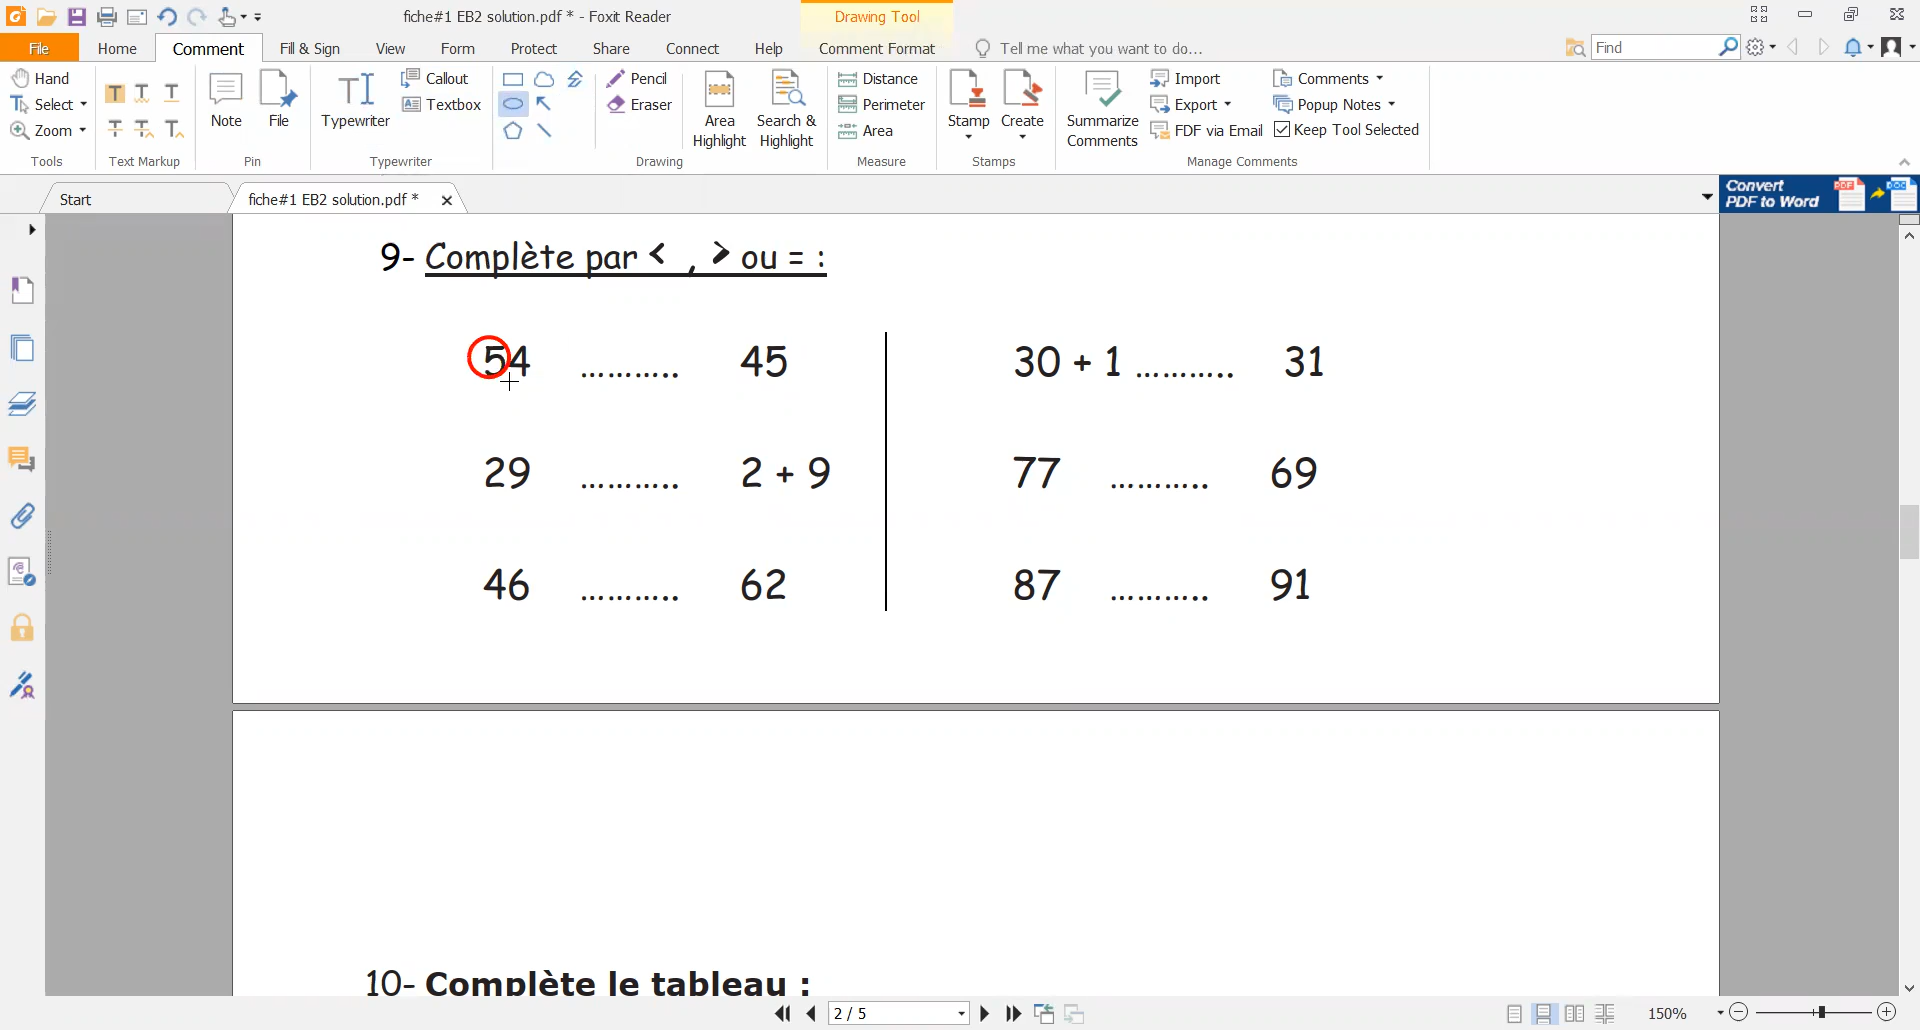 fiche#1 EB2 solution.pdf * - Foxit Reader
Drawing Tool
File Home Comment Fill & Sign View Form Protect Share Connect Help Comment Format Tell me what you want to do... Find
Hand
Select
Zoom
Tools
Text Markup
Note
File
Pin
Typewriter
Callout
Textbox
Typewriter
Pencil
Eraser
Area Highlight
Search & Highlight
Drawing
Distance
Perimeter
Area
Measure
Stamp
Create
Stamps
Summarize Comments
Import
Export
FDF via Email
Comments
Popup Notes
Keep Tool Selected
Manage Comments
Start
fiche#1 EB2 solution.pdf *
Convert
PDF to Word
PDF
DOC
9- Complète par < , > ou = :
54 ……….. 45
30 + 1 ……….. 31
29 ……….. 2 + 9
77 ……….. 69
46 ……….. 62
87 ……….. 91
10- Complète le tableau :
2 / 5
150%